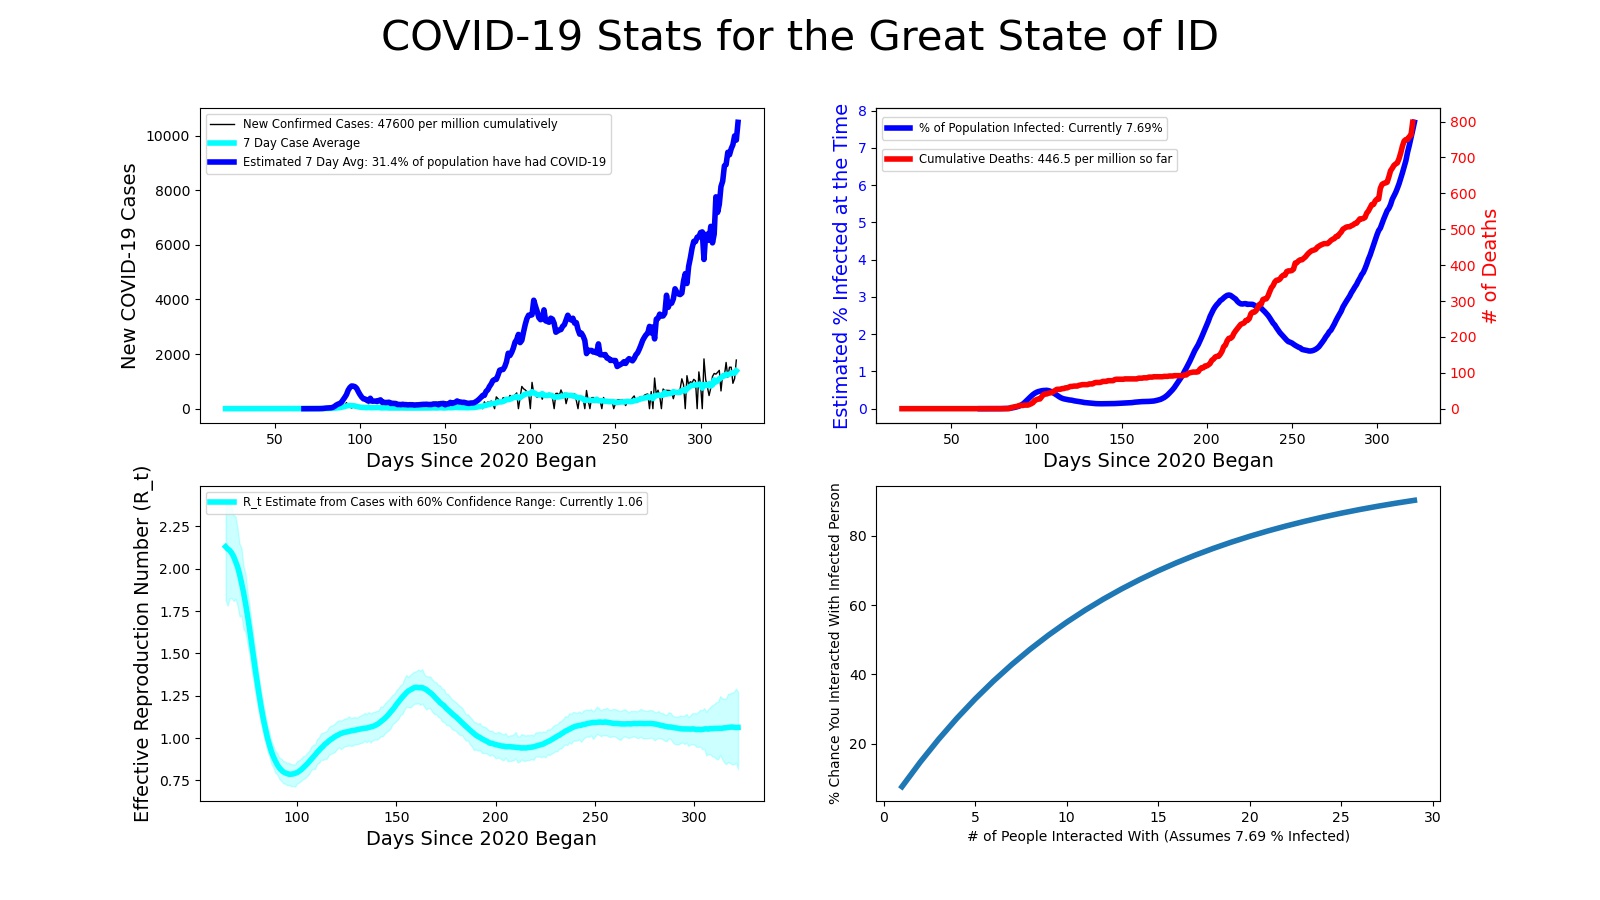 COVID-19 Stats for the Great State of ID
New COVID-19 Cases
10000
8000
6000
4000
2000
0
New Confirmed Cases: 47600 per million cumulatively
7 Day Case Average
Estimated 7 Day Avg: 31.4% of population have had COVID-19
50 100 150 200 250 300
Days Since 2020 Began
Estimated % Infected at the Time
8
7
6
5
4
3
2
1
0
% of Population Infected: Currently 7.69%
Cumulative Deaths: 446.5 per million so far
800
700
600
500
400
300
200
100
0
# of Deaths
50 100 150 200 250 300
Days Since 2020 Began
Effective Reproduction Number (R_t)
2.25
2.00
1.75
1.50
1.25
1.00
0.75
R_t Estimate from Cases with 60% Confidence Range: Currently 1.06
100 150 200 250 300
Days Since 2020 Began
% Chance You Interacted With Infected Person
80
60
40
20
0 5 10 15 20 25 30
# of People Interacted With (Assumes 7.69 % Infected)